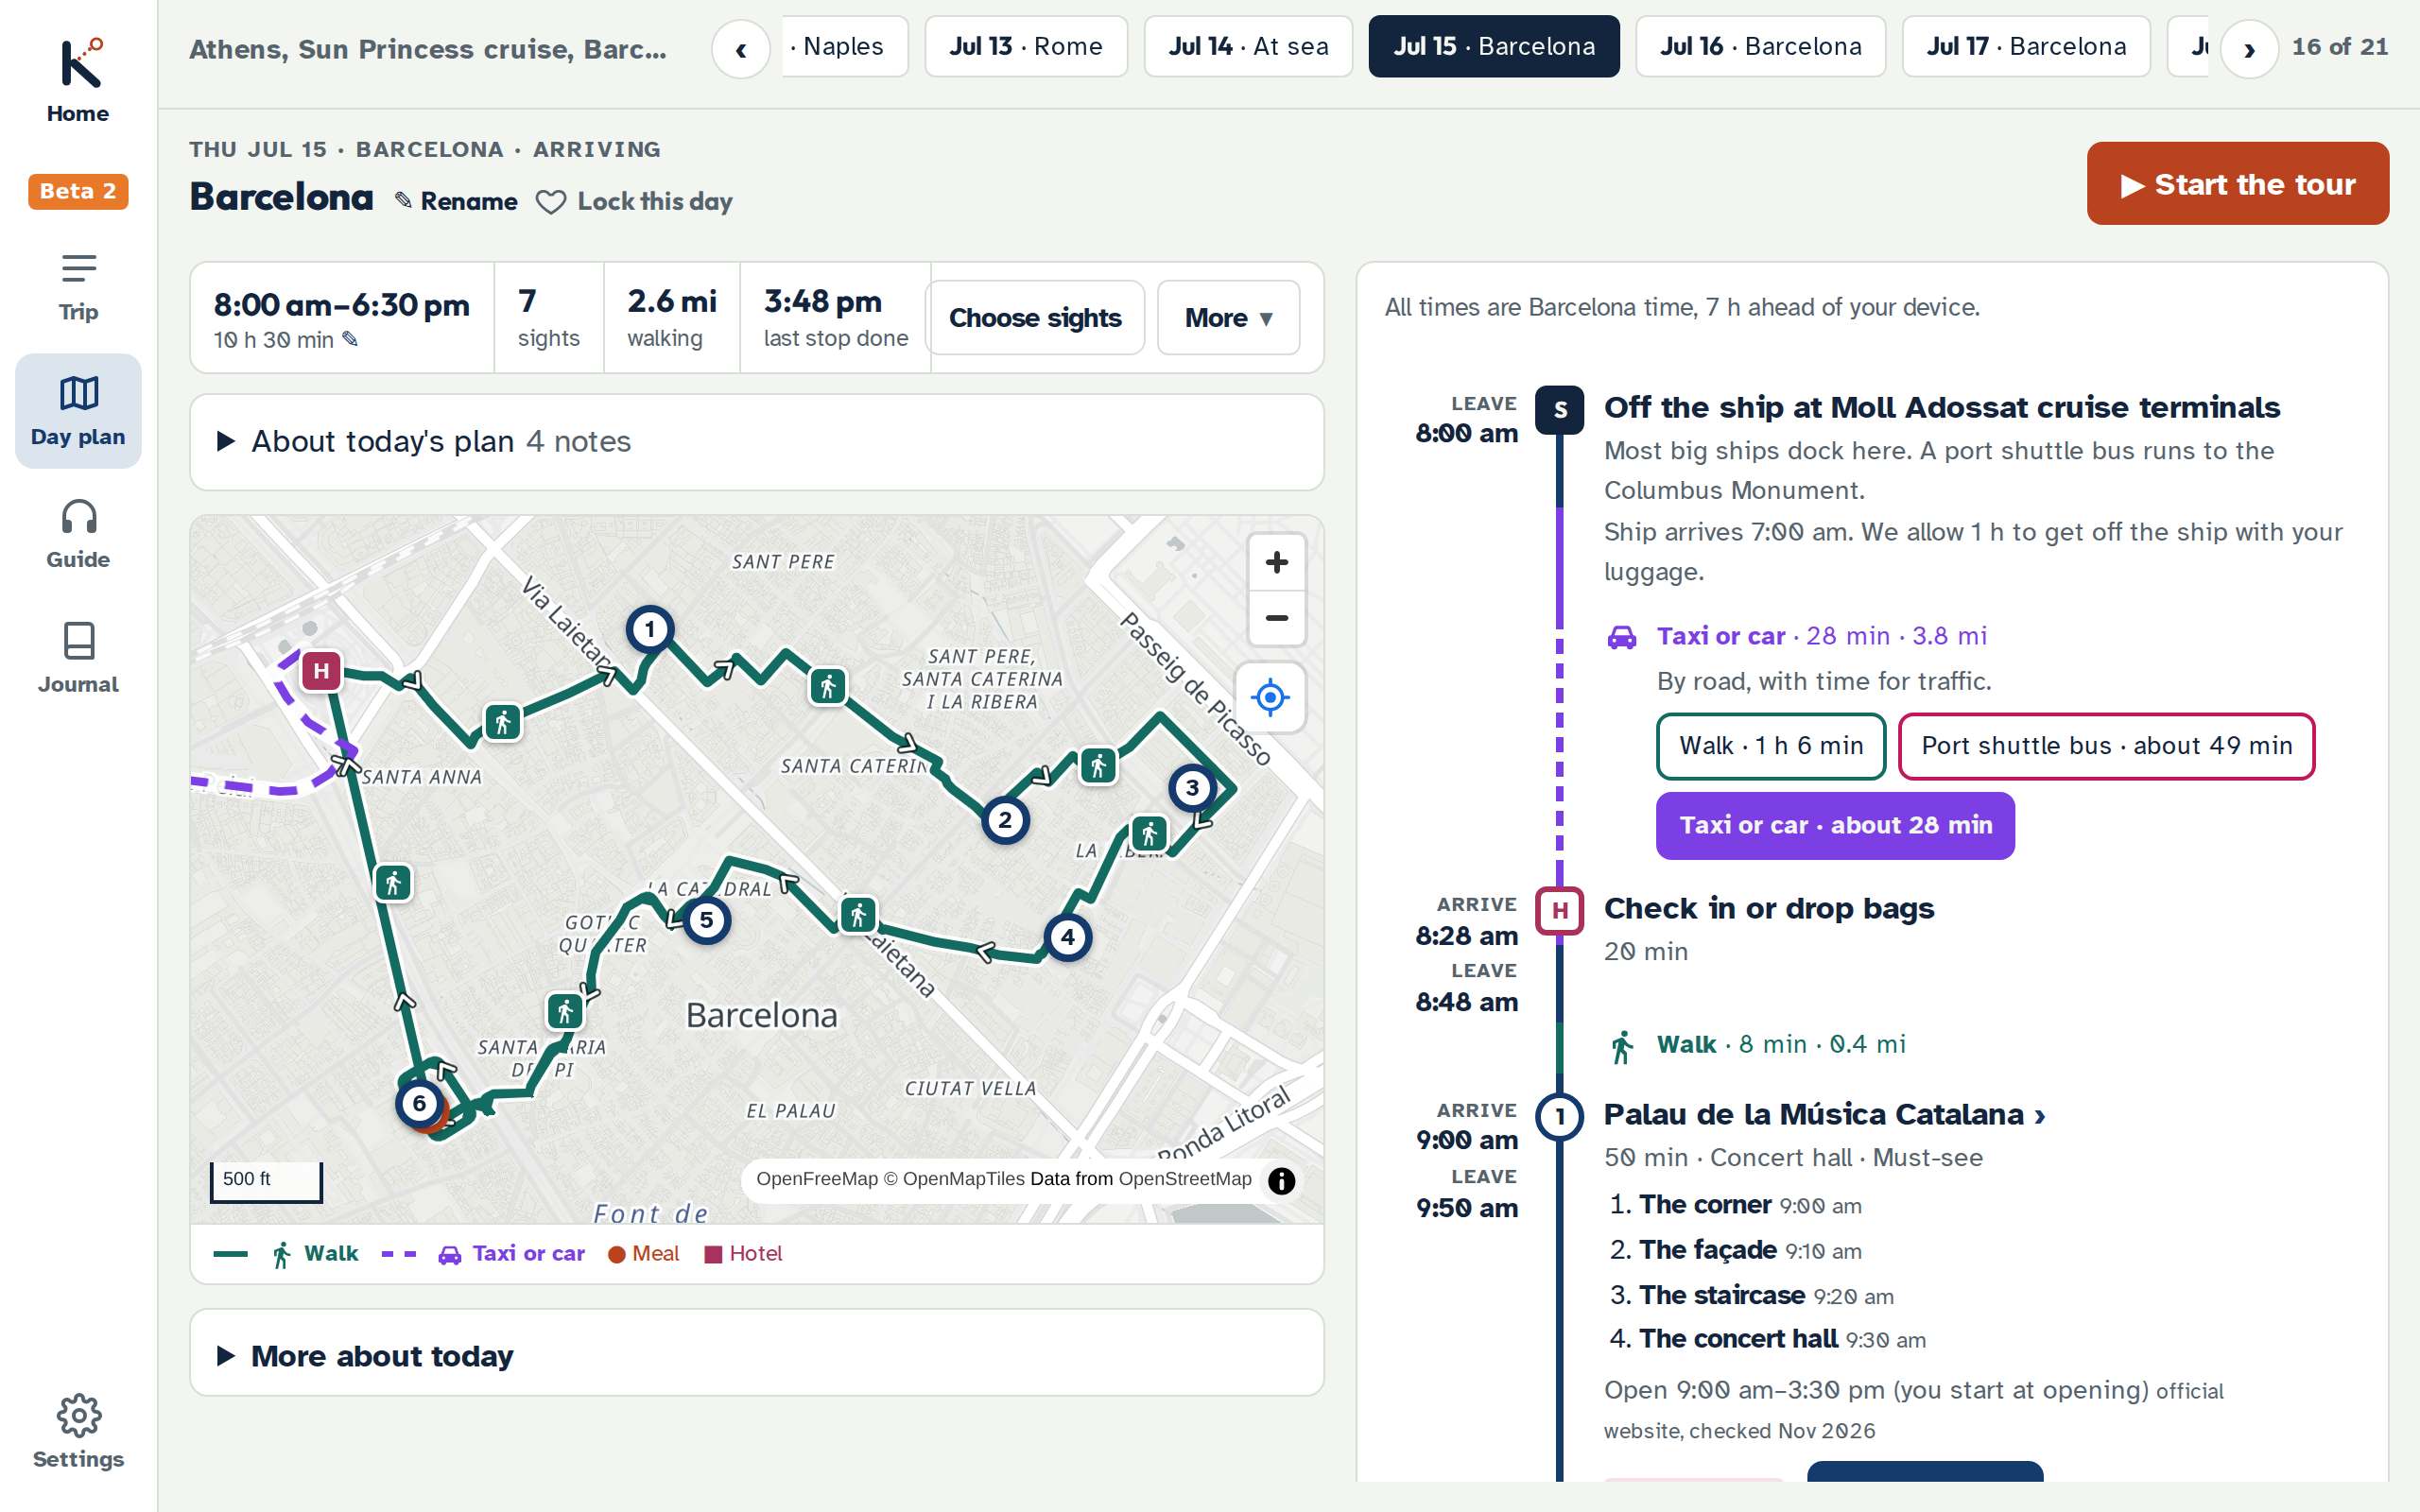 Home
Beta 2
Trip
Day plan
Guide
Journal
Settings
Athens, Sun Princess cruise, Barc...
‹
· Naples
Jul 13 · Rome
Jul 14 · At sea
Jul 15 · Barcelona
Jul 16 · Barcelona
Jul 17 · Barcelona
›
16 of 21
THU JUL 15 · BARCELONA · ARRIVING
Barcelona ✎ Rename Lock this day
▶ Start the tour
8:00 am–6:30 pm
10 h 30 min ✎
7
sights
2.6 mi
walking
3:48 pm
last stop done
Choose sights
More ▼
▶ About today's plan 4 notes
SANT PERE
Via Laietana
1
H
SANT PERE,
SANTA CATERINA
I LA RIBERA
Passeig de Picasso
+
−
SANTA ANNA
2
3
LA CATEDRAL
5
4
GOTHIC
QUARTER
Laietana
Barcelona
CIUTAT VELLA
EL PALAU
6
Ronda Litoral
500 ft
OpenFreeMap © OpenMapTiles Data from OpenStreetMap
Font de
Walk
Taxi or car
Meal
Hotel
▶ More about today
All times are Barcelona time, 7 h ahead of your device.
LEAVE
8:00 am
S
Off the ship at Moll Adossat cruise terminals
Most big ships dock here. A port shuttle bus runs to the
Columbus Monument.
Ship arrives 7:00 am. We allow 1 h to get off the ship with your
luggage.
Taxi or car · 28 min · 3.8 mi
By road, with time for traffic.
Walk · 1 h 6 min
Port shuttle bus · about 49 min
Taxi or car · about 28 min
ARRIVE
8:28 am
LEAVE
8:48 am
H
Check in or drop bags
20 min
Walk · 8 min · 0.4 mi
ARRIVE
9:00 am
LEAVE
9:50 am
1
Palau de la Música Catalana ›
50 min · Concert hall · Must-see
1. The corner 9:00 am
2. The façade 9:10 am
3. The staircase 9:20 am
4. The concert hall 9:30 am
Open 9:00 am–3:30 pm (you start at opening) official
website, checked Nov 2026